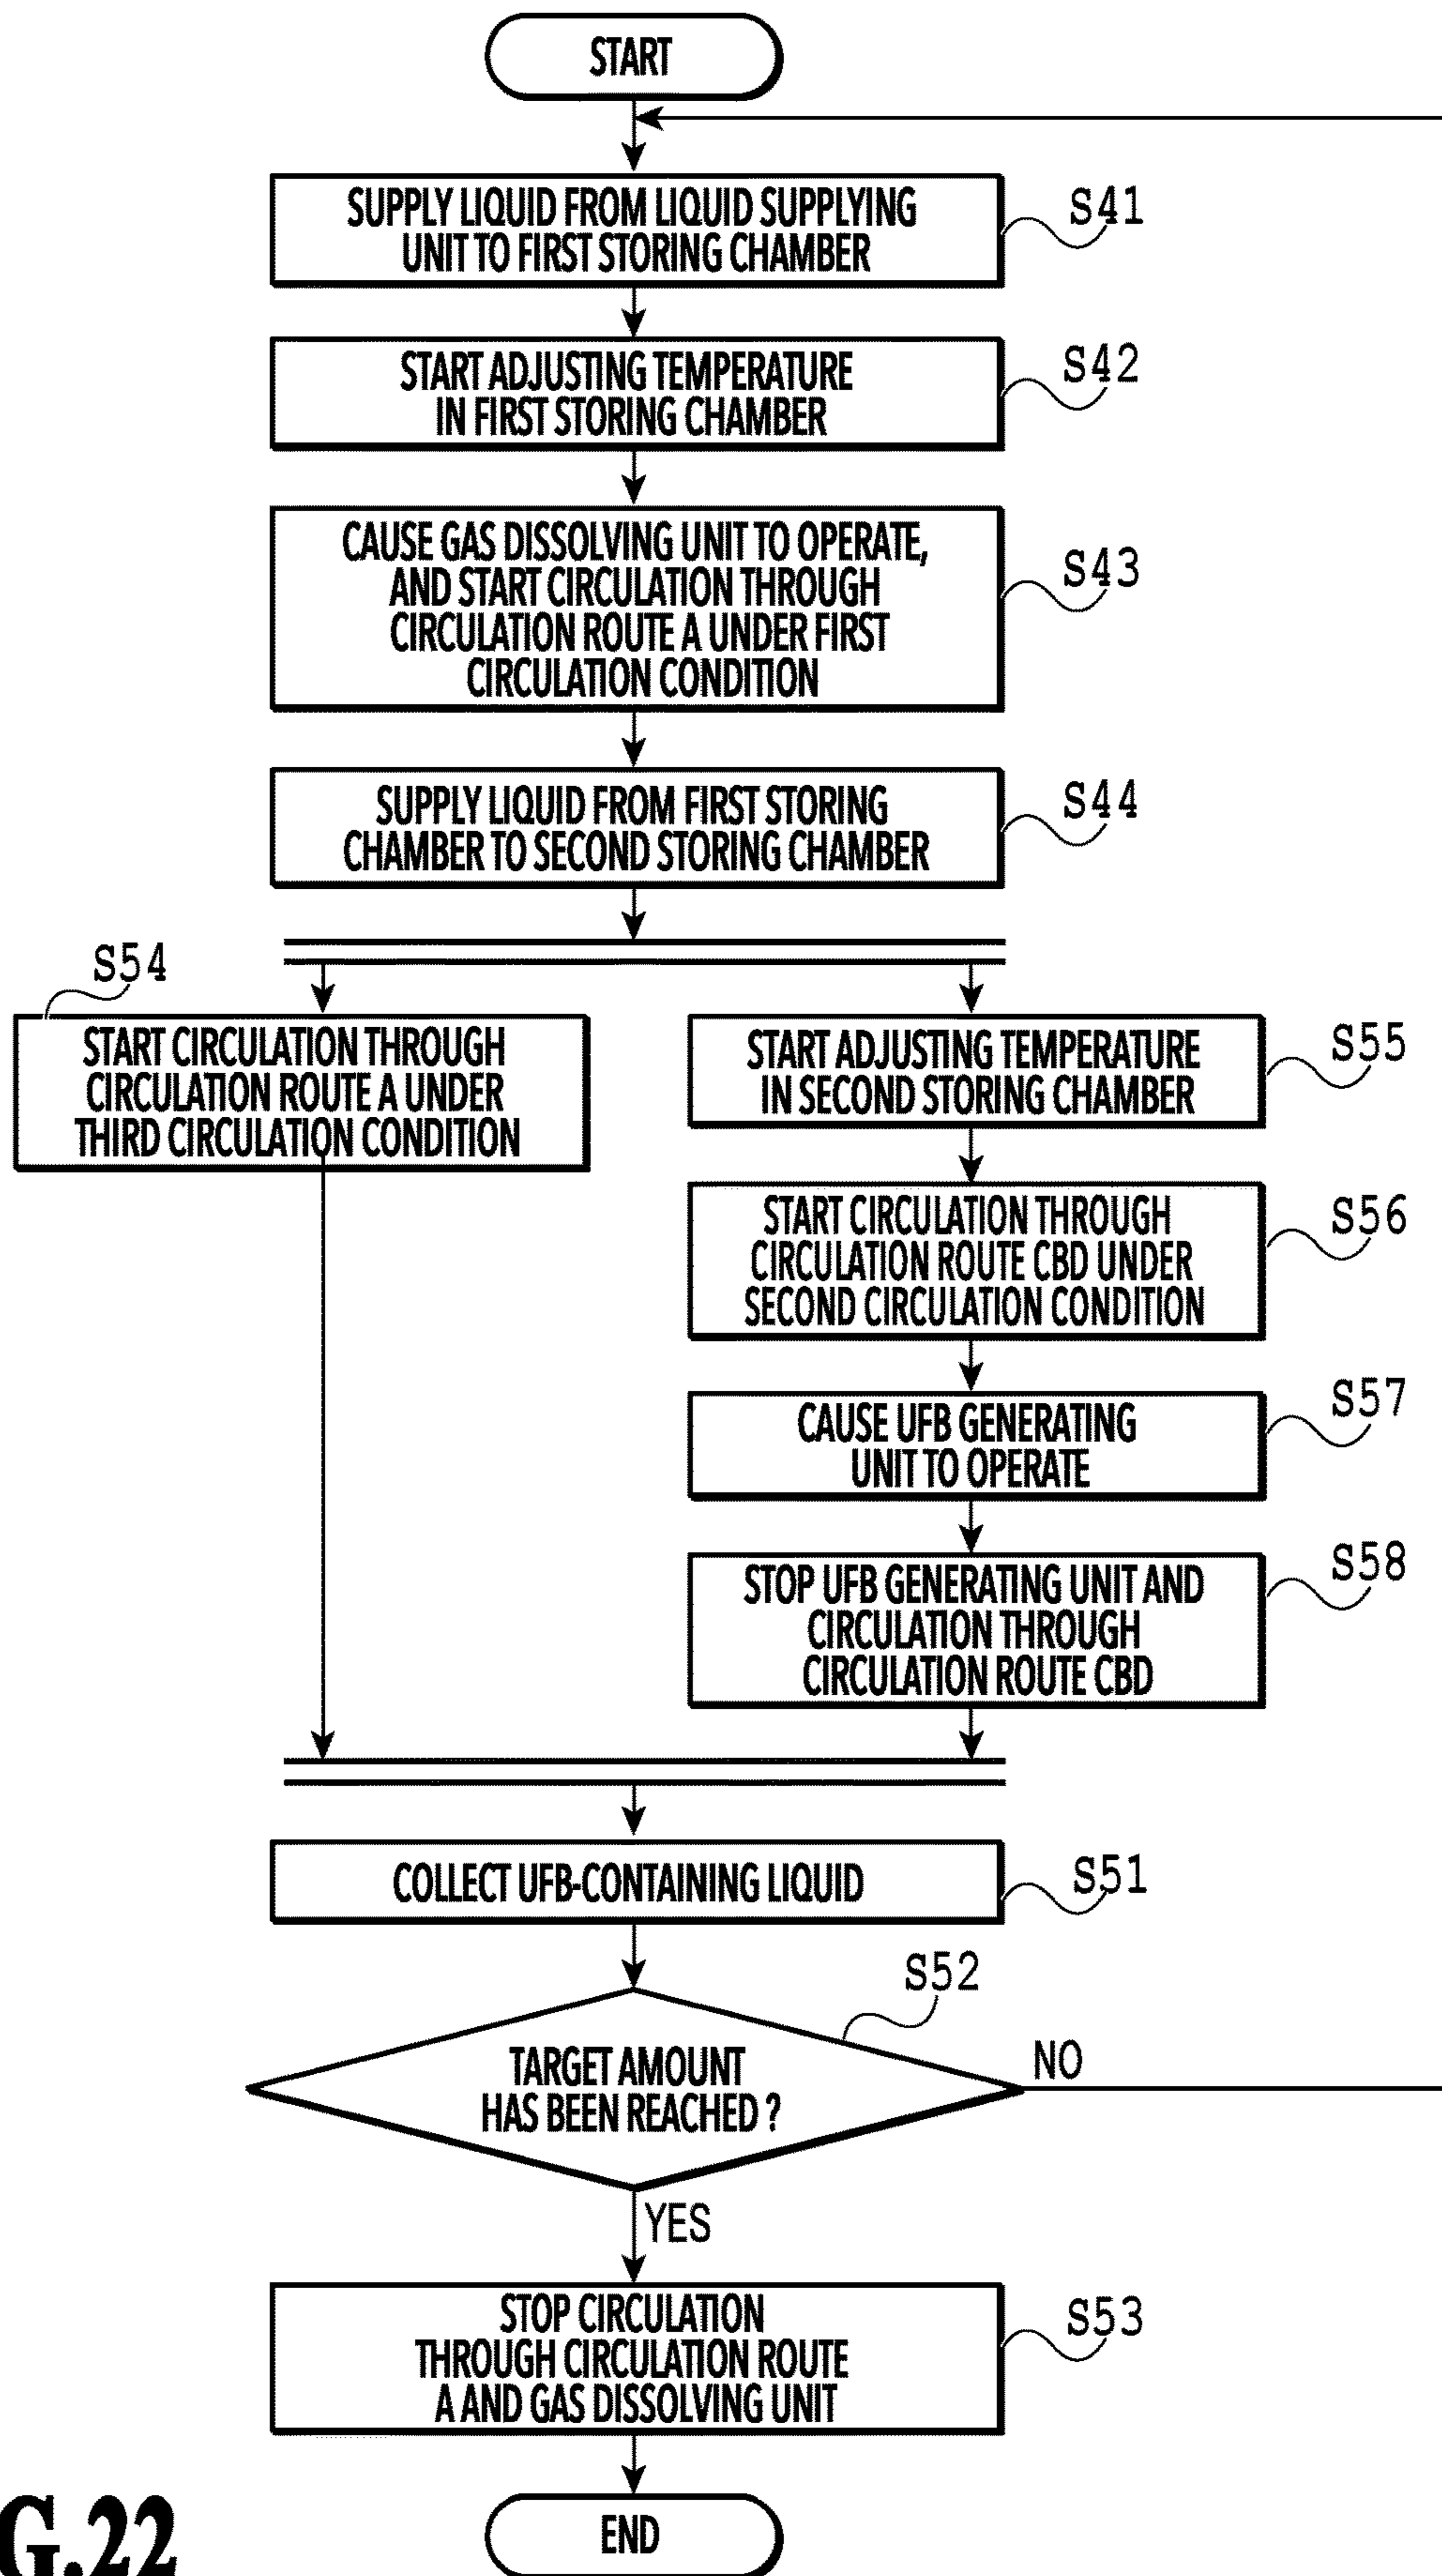 START
SUPPLY LIQUID FROM LIQUID SUPPLYING
UNIT TO FIRST STORING CHAMBER
S41
START ADJUSTING TEMPERATURE
IN FIRST STORING CHAMBER
S42
CAUSE GAS DISSOLVING UNIT TO OPERATE,
AND START CIRCULATION THROUGH
CIRCULATION ROUTE A UNDER FIRST
CIRCULATION CONDITION
S43
SUPPLY LIQUID FROM FIRST STORING
CHAMBER TO SECOND STORING CHAMBER
S44
S54
START CIRCULATION THROUGH
CIRCULATION ROUTE A UNDER
THIRD CIRCULATION CONDITION
START ADJUSTING TEMPERATURE
IN SECOND STORING CHAMBER
S55
START CIRCULATION THROUGH
CIRCULATION ROUTE CBD UNDER
SECOND CIRCULATION CONDITION
S56
CAUSE UFB GENERATING
UNIT TO OPERATE
S57
STOP UFB GENERATING UNIT AND
CIRCULATION THROUGH
CIRCULATION ROUTE CBD
S58
COLLECT UFB-CONTAINING LIQUID
S51
S52
TARGET AMOUNT
HAS BEEN REACHED ?
NO
YES
STOP CIRCULATION
THROUGH CIRCULATION ROUTE
A AND GAS DISSOLVING UNIT
S53
END
G.22